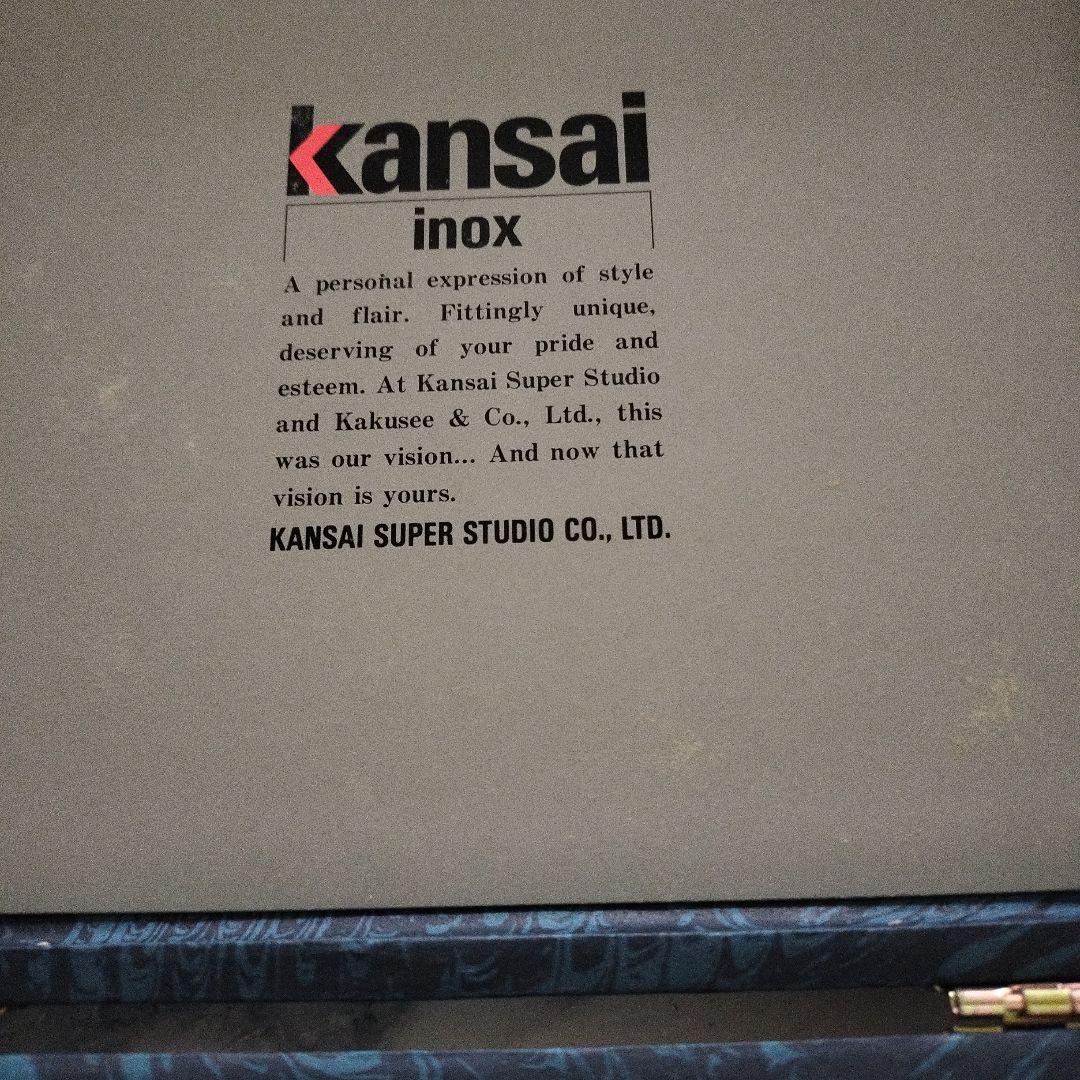 kansai
inox
A personal expression of style
and flair. Fittingly unique,
deserving of your pride and
esteem. At Kansai Super Studio
and Kakusee & Co., Ltd., this
was our vision... And now that
vision is yours.
KANSAI SUPER STUDIO CO., LTD.